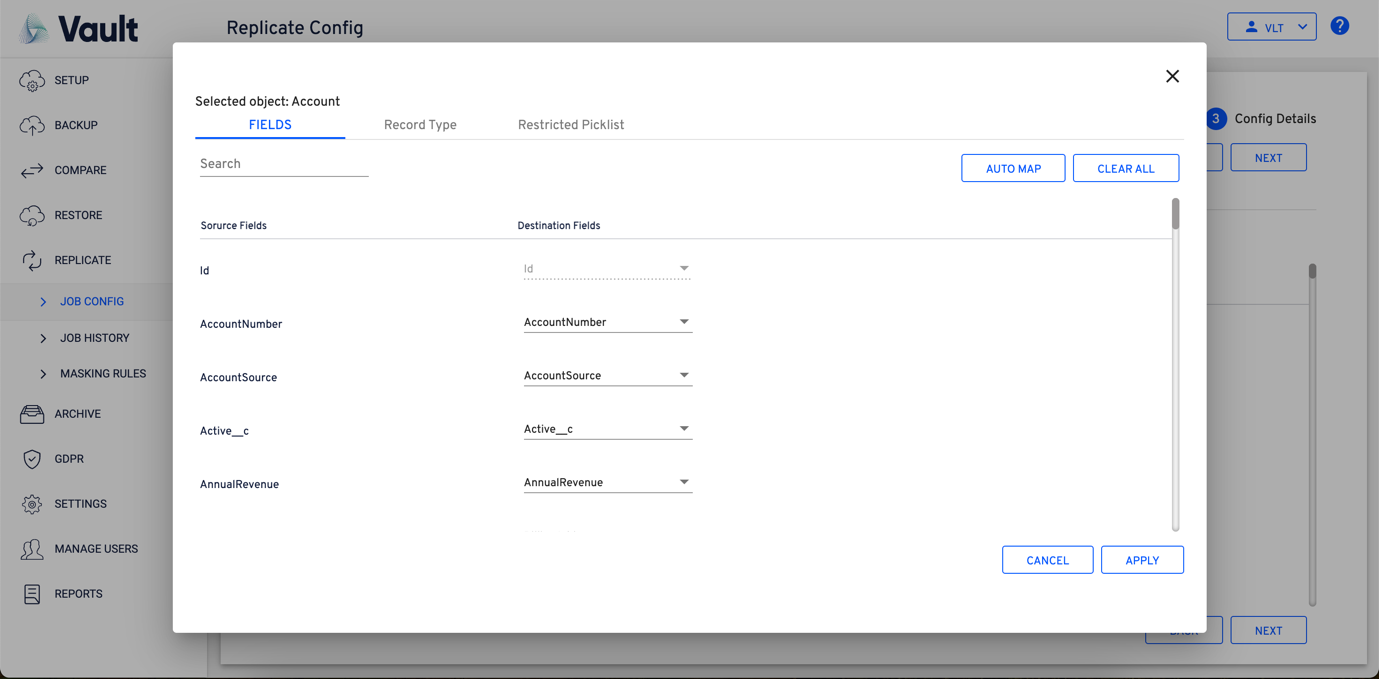 Vault
Replicate Config
VLT
?
SETUP
BACKUP
COMPARE
RESTORE
REPLICATE
JOB CONFIG
JOB HISTORY
MASKING RULES
ARCHIVE
GDPR
SETTINGS
MANAGE USERS
REPORTS
3 Config Details
NEXT
Selected object: Account
FIELDS Record Type Restricted Picklist
Search
AUTO MAP CLEAR ALL
Sorurce Fields Destination Fields
Id Id
AccountNumber AccountNumber
AccountSource AccountSource
Active__c Active__c
AnnualRevenue AnnualRevenue
CANCEL APPLY
BACK NEXT